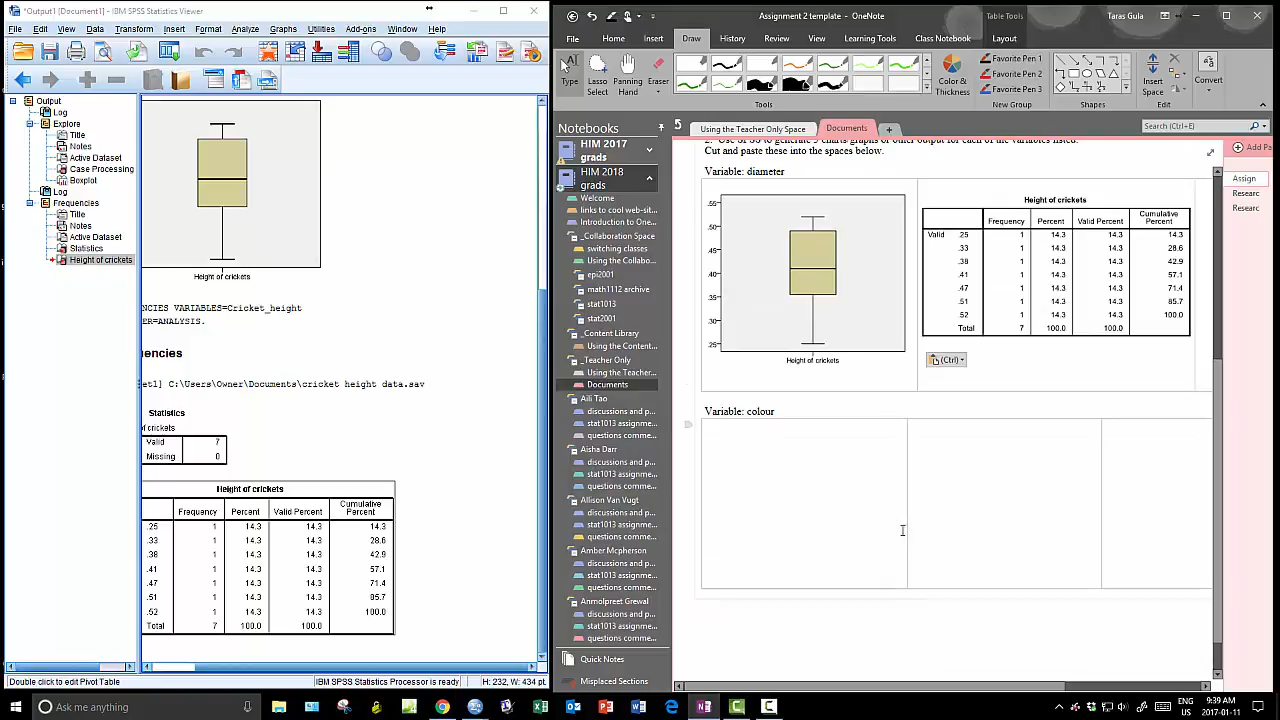 *Output1 [Document1] - IBM SPSS Statistics Viewer
File Edit View Data Transform Insert Format Analyze Graphs Utilities Add-ons Window Help
Output
Log
Explore
Title
Notes
Active Dataset
Case Processing
Boxplot
Log
Frequencies
Title
Notes
Active Dataset
Statistics
Height of crickets
Height of crickets
NCIES VARIABLES=Cricket_height
ER=ANALYSIS.
encies
et1] C:\Users\Owner\Documents\cricket height data.sav
Statistics
of crickets
Valid 7
Missing 0
Height of crickets
Frequency Percent Valid Percent Cumulative Percent
.25 1 14.3 14.3 14.3
.33 1 14.3 14.3 28.6
.38 1 14.3 14.3 42.9
.41 1 14.3 14.3 57.1
.47 1 14.3 14.3 71.4
.51 1 14.3 14.3 85.7
.52 1 14.3 14.3 100.0
Total 7 100.0 100.0
Double click to edit Pivot Table
IBM SPSS Statistics Processor is ready
H: 232, W: 434 pt.
Assignment 2 template - OneNote
Table Tools
Taras Gula
File Home Insert Draw History Review View Learning Tools Class Notebook Layout
Type
Lasso Select
Panning Hand
Eraser
Color & Thickness
Favorite Pen 1
Favorite Pen 2
Favorite Pen 3
Insert Space
Convert
Tools
New Group
Shapes
Edit
Notebooks
HIM 2017 grads
HIM 2018 grads
Welcome
links to cool web-sit...
Introduction to One...
_Collaboration Space
switching classes
Using the Collabo...
epi2001
math1112 archive
stat1013
stat2001
_Content Library
Using the Content...
_Teacher Only
Using the Teacher...
Documents
Aili Tao
discussions and p...
stat1013 assignme...
questions comme...
Aisha Darr
discussions and p...
stat1013 assignme...
questions comme...
Allison Van Vugt
discussions and p...
stat1013 assignme...
questions comme...
Amber Mcpherson
discussions and p...
stat1013 assignme...
questions comme...
Anmolpreet Grewal
discussions and p...
stat1013 assignme...
questions comme...
Quick Notes
Misplaced Sections
5
Using the Teacher Only Space
Documents
Search (Ctrl+E)
Add Pa
Assign
Researc
Researc
Cut and paste these into the spaces below.
Variable: diameter
.55
.50
.45
.40
.35
.30
.25
Height of crickets
Height of crickets
Frequency Percent Valid Percent Cumulative Percent
Valid .25 1 14.3 14.3 14.3
.33 1 14.3 14.3 28.6
.38 1 14.3 14.3 42.9
.41 1 14.3 14.3 57.1
.47 1 14.3 14.3 71.4
.51 1 14.3 14.3 85.7
.52 1 14.3 14.3 100.0
Total 7 100.0 100.0
(Ctrl)
Variable: colour
Ask me anything
ENG
US
9:39 AM
2017-01-11